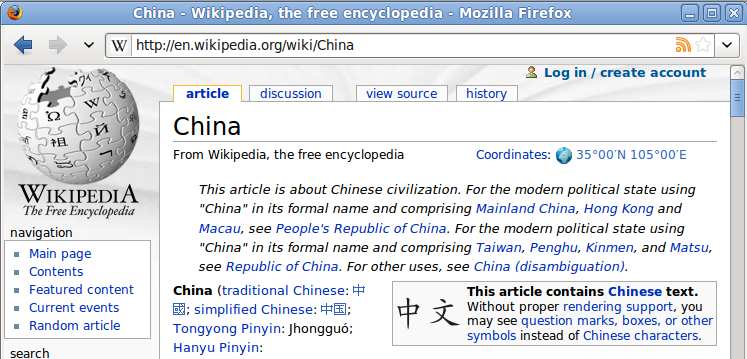 China - Wikipedia, the free encyclopedia - Mozilla Firefox
W http://en.wikipedia.org/wiki/China
Log in / create account
article discussion view source history
WIKIPEDIA
The Free Encyclopedia
navigation
Main page
Contents
Featured content
Current events
Random article
search
China
From Wikipedia, the free encyclopedia Coordinates: 35°00′N 105°00′E
This article is about Chinese civilization. For the modern political state using
"China" in its formal name and comprising Mainland China, Hong Kong and
Macau, see People's Republic of China. For the modern political state using
"China" in its formal name and comprising Taiwan, Penghu, Kinmen, and Matsu,
see Republic of China. For other uses, see China (disambiguation).
China (traditional Chinese: 中
國; simplified Chinese: 中国;
Tongyong Pinyin: Jhongguó;
Hanyu Pinyin:
中文
This article contains Chinese text.
Without proper rendering support, you
may see question marks, boxes, or other
symbols instead of Chinese characters.